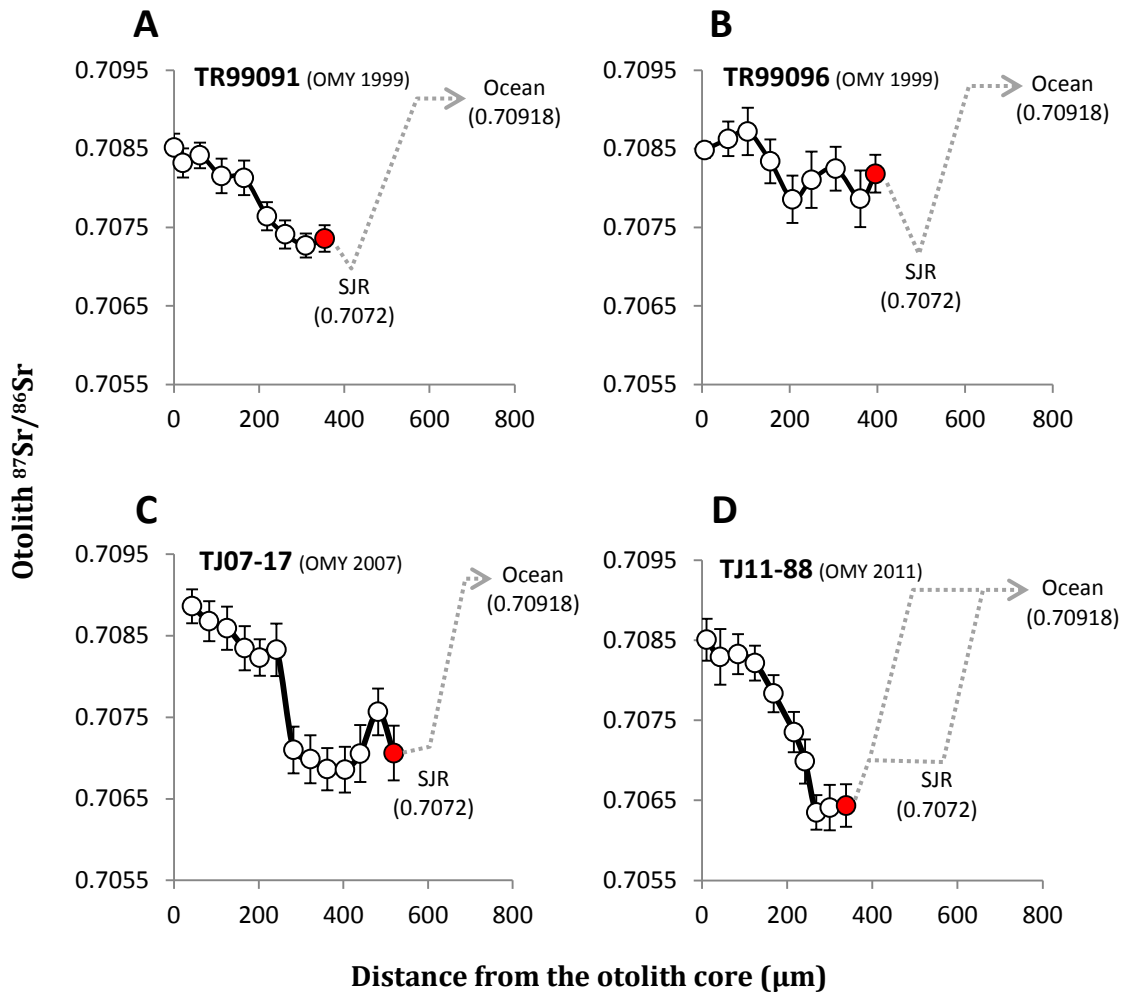 A
TR99091 (OMY 1999)
0.7095
0.7085
0.7075
0.7065
0.7055
0 200 400 600 800
Ocean
(0.70918)
SJR
(0.7072)
B
TR99096 (OMY 1999)
0.7095
0.7085
0.7075
0.7065
0.7055
0 200 400 600 800
Ocean
(0.70918)
SJR
(0.7072)
C
TJ07-17 (OMY 2007)
0.7095
0.7085
0.7075
0.7065
0.7055
0 200 400 600 800
Ocean
(0.70918)
SJR
(0.7072)
D
TJ11-88 (OMY 2011)
0.7095
0.7085
0.7075
0.7065
0.7055
0 200 400 600 800
Ocean
(0.70918)
SJR
(0.7072)
Otolith ⁸⁷Sr/⁸⁶Sr
Distance from the otolith core (µm)